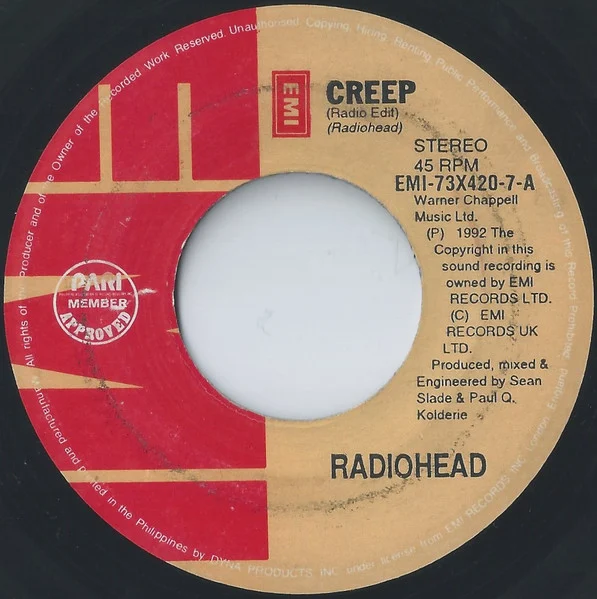 EMI
CREEP
(Radio Edit)
(Radiohead)
STEREO
45 RPM
EMI-73X420-7-A
Warner Chappell
Music Ltd.
(P) 1992 The
Copyright in this
sound recording is
owned by EMI
RECORDS LTD.
(C) EMI
RECORDS UK
LTD.
Produced, mixed &
Engineered by Sean
Slade & Paul Q.
Kolderie
RADIOHEAD
PARI
MEMBER
APPROVED
All rights of the Producer and of the Owner of the Recorded Work Reserved. Unauthorised Copying, Hiring, Renting, Public Performance and Broadcasting of this Record Prohibited.
Manufactured and printed in the Philippines by DYNA PRODUCTS INC. under license from EMI RECORDS INC. London